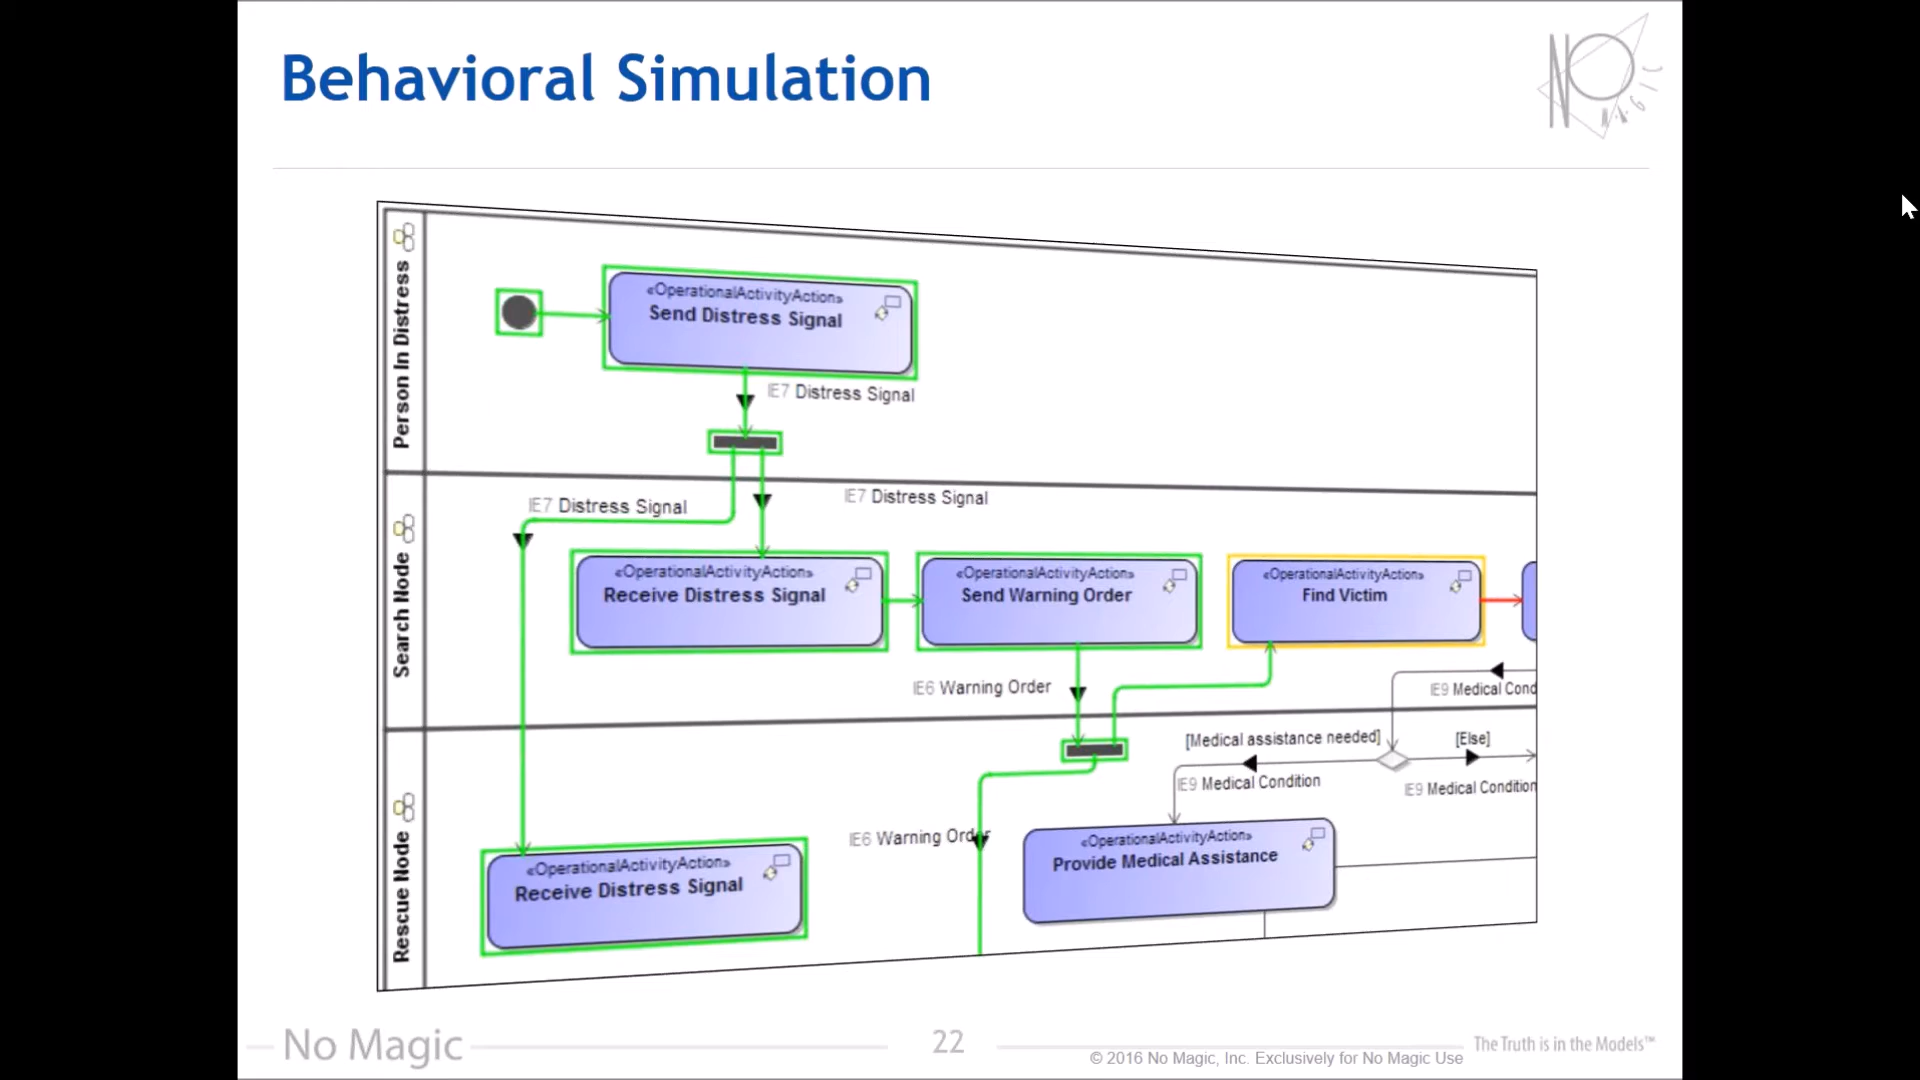 Behavioral Simulation
NO
MAGIC
Person In Distress
«OperationalActivityAction»
Send Distress Signal
IE7 Distress Signal
Search Node
IE7 Distress Signal
IE7 Distress Signal
«OperationalActivityAction»
Receive Distress Signal
«OperationalActivityAction»
Send Warning Order
«OperationalActivityAction»
Find Victim
IE6 Warning Order
IE9 Medical Cond
Rescue Node
[Medical assistance needed]
[Else]
IE9 Medical Condition
IE9 Medical Condition
IE6 Warning Order
«OperationalActivityAction»
Provide Medical Assistance
«OperationalActivityAction»
Receive Distress Signal
No Magic
22
© 2016 No Magic, Inc. Exclusively for No Magic Use
The Truth is in the Models™